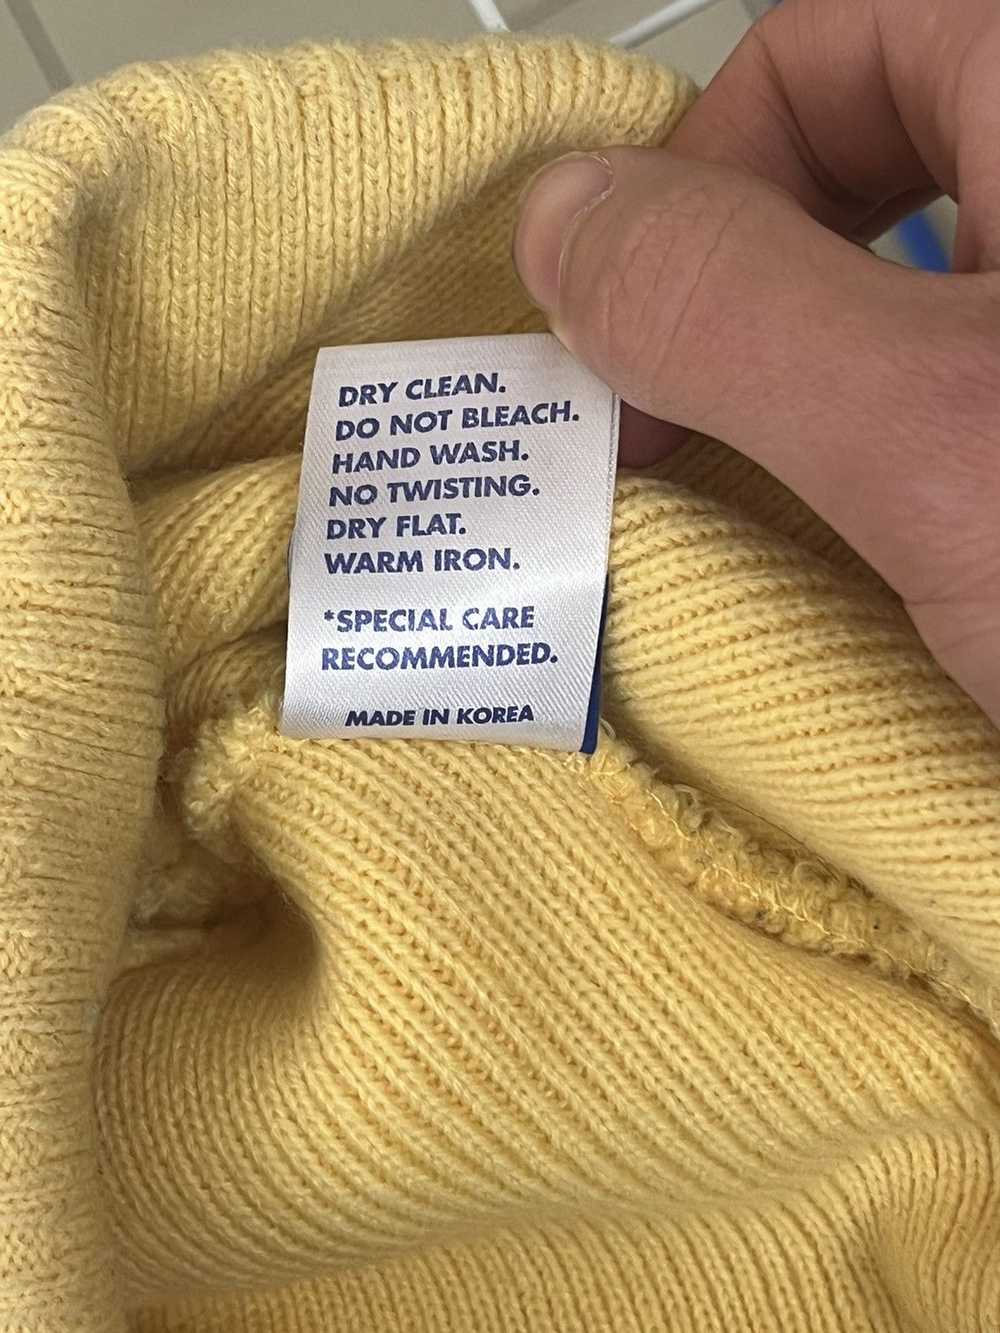 DRY CLEAN.
DO NOT BLEACH.
HAND WASH.
NO TWISTING.
DRY FLAT.
WARM IRON.
*SPECIAL CARE
RECOMMENDED.
MADE IN KOREA